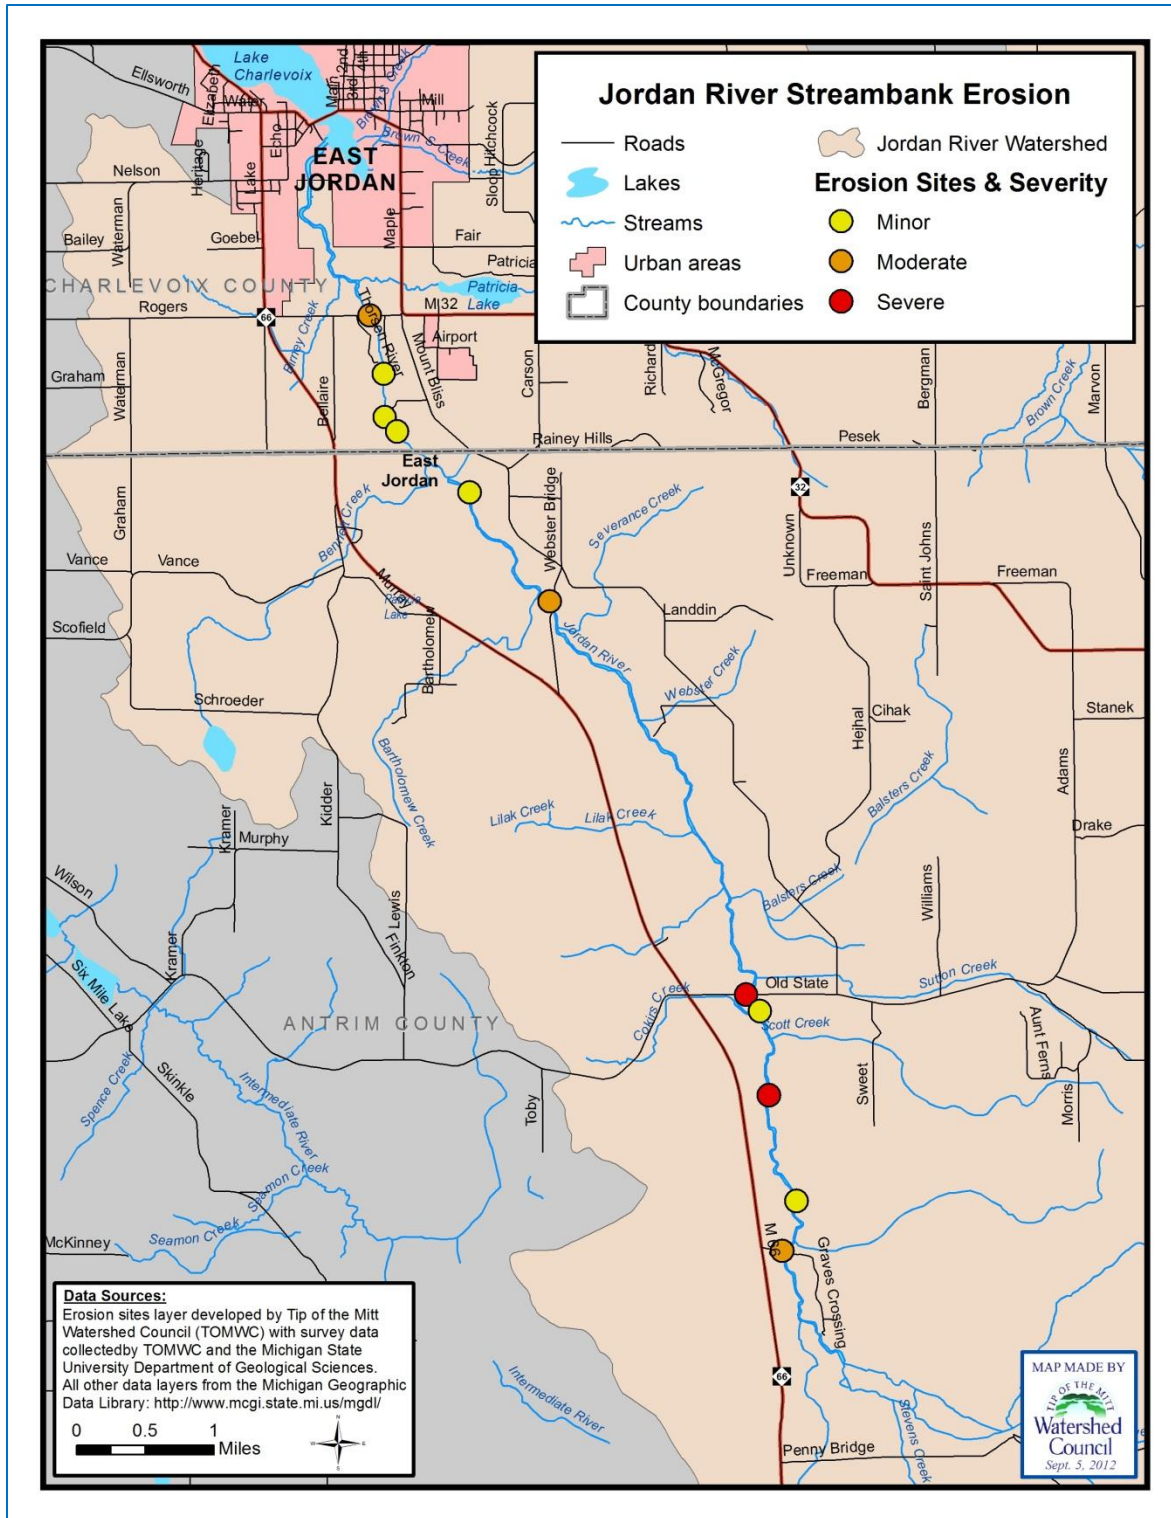 Jordan River Streambank Erosion
Roads
Lakes
Streams
Urban areas
County boundaries
Jordan River Watershed
Erosion Sites & Severity
Minor
Moderate
Severe
Lake
Charlevoix
Ellsworth
Elizabeth
Water
Main
2nd
3rd
4th
Mill
Brown S Creek
Brown S Creek
Echo
Heritage
Lake
EAST
JORDAN
Sloop
Hitchcock
Nelson
Waterman
Bailey
Goebel
Maple
Fair
Patricia
CHARLEVOIX COUNTY
Patricia
Lake
Rogers
66
Birney Creek
Thorsen
River
M 32
Airport
Mount Bliss
Graham
Waterman
Bellaire
Carson
Richard
McGregor
Bergman
Brown Creek
Marvon
Rainey Hills
Pesek
East
Jordan
32
Graham
Bennett Creek
Webster Bridge
Severance Creek
Unknown
Saint Johns
Vance
Vance
Freeman
Freeman
Murray
Lake
Scofield
Bartholomew
Landdin
Jordan River
Webster Creek
Schroeder
Cihak
Hejhal
Stanek
Adams
Bartholomew Creek
Balsters Creek
Kidder
Lilak Creek
Lilak Creek
Kramer
Murphy
Drake
Wilson
Lewis
Balsters Creek
Williams
Finkton
Kramer
Six Mile Lake
Old State
Sutton Creek
Cokirs Creek
ANTRIM COUNTY
Scott Creek
Aunt Ferns
Spence Creek
Skinkle
Intermediate River
Toby
Sweet
Morris
Seamon Creek
Seamon Creek
McKinney
M 66
Graves Crossing
66
Intermediate River
Stevens Creek
Penny Bridge
Data Sources:
Erosion sites layer developed by Tip of the Mitt
Watershed Council (TOMWC) with survey data
collectedby TOMWC and the Michigan State
University Department of Geological Sciences.
All other data layers from the Michigan Geographic
Data Library: http://www.mcgi.state.mi.us/mgdl/
0 0.5 1
Miles
N
W E
S
MAP MADE BY
TIP OF THE MITT
Watershed
Council
Sept. 5, 2012